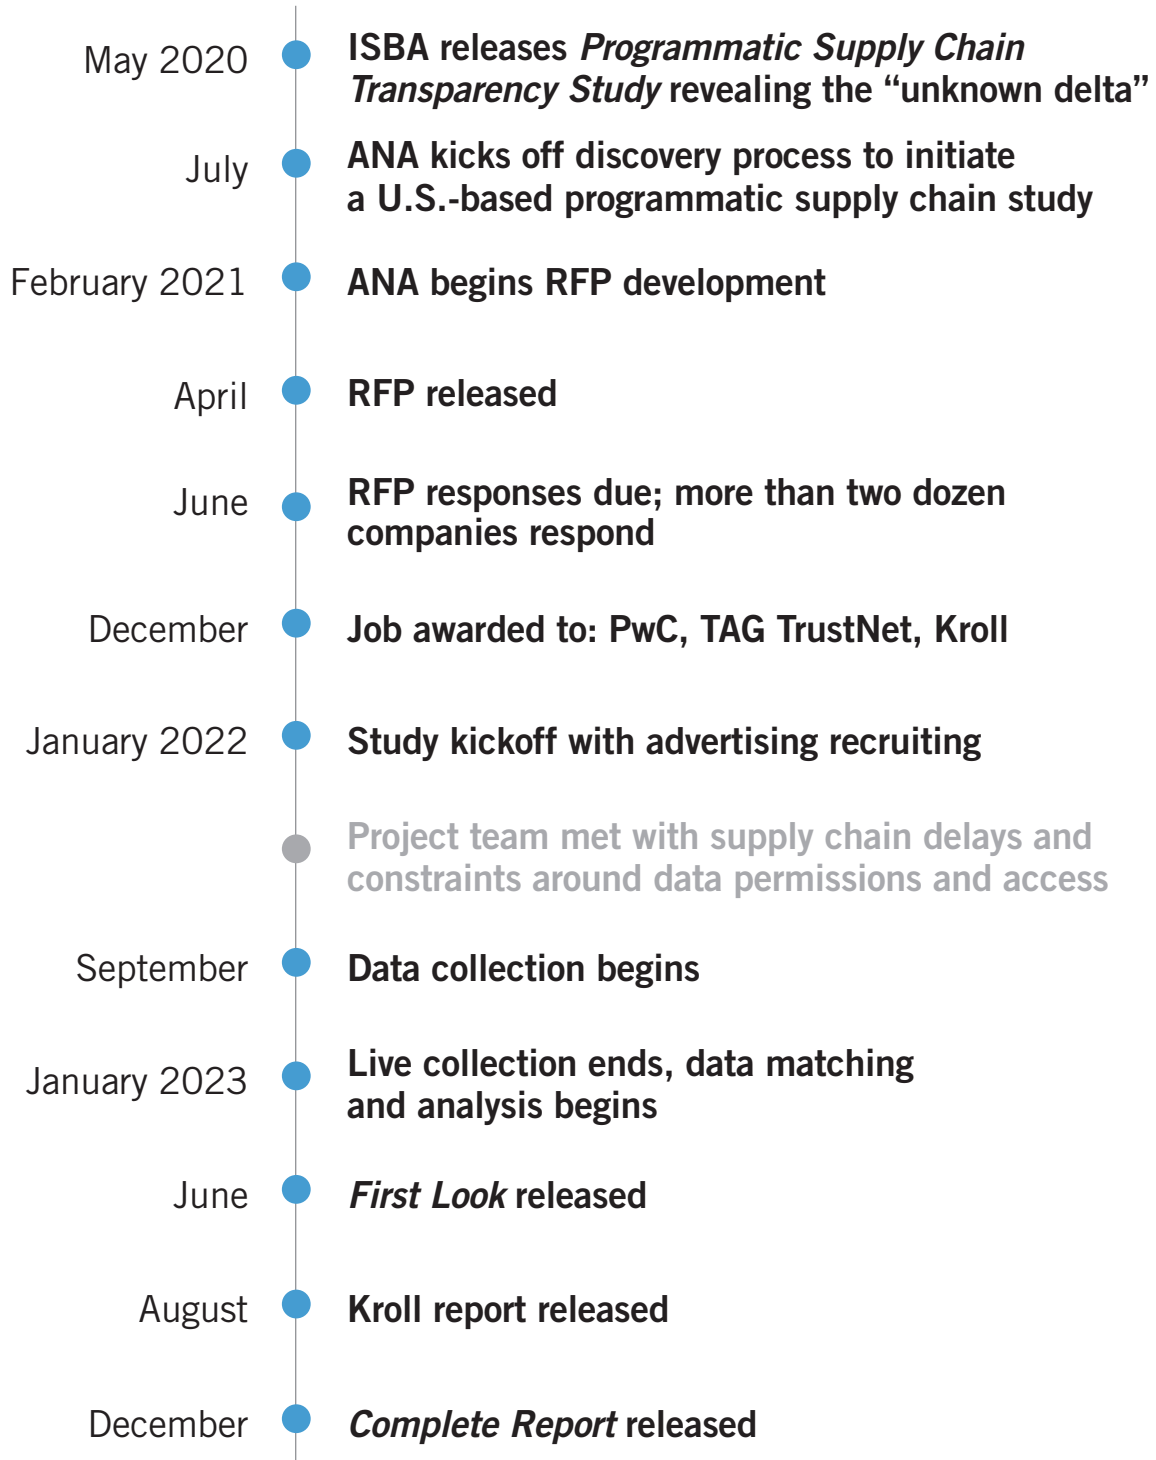 May 2020
ISBA releases Programmatic Supply Chain
Transparency Study revealing the “unknown delta”
July
ANA kicks off discovery process to initiate
a U.S.-based programmatic supply chain study
February 2021
ANA begins RFP development
April
RFP released
June
RFP responses due; more than two dozen
companies respond
December
Job awarded to: PwC, TAG TrustNet, Kroll
January 2022
Study kickoff with advertising recruiting
Project team met with supply chain delays and
constraints around data permissions and access
September
Data collection begins
January 2023
Live collection ends, data matching
and analysis begins
June
First Look released
August
Kroll report released
December
Complete Report released